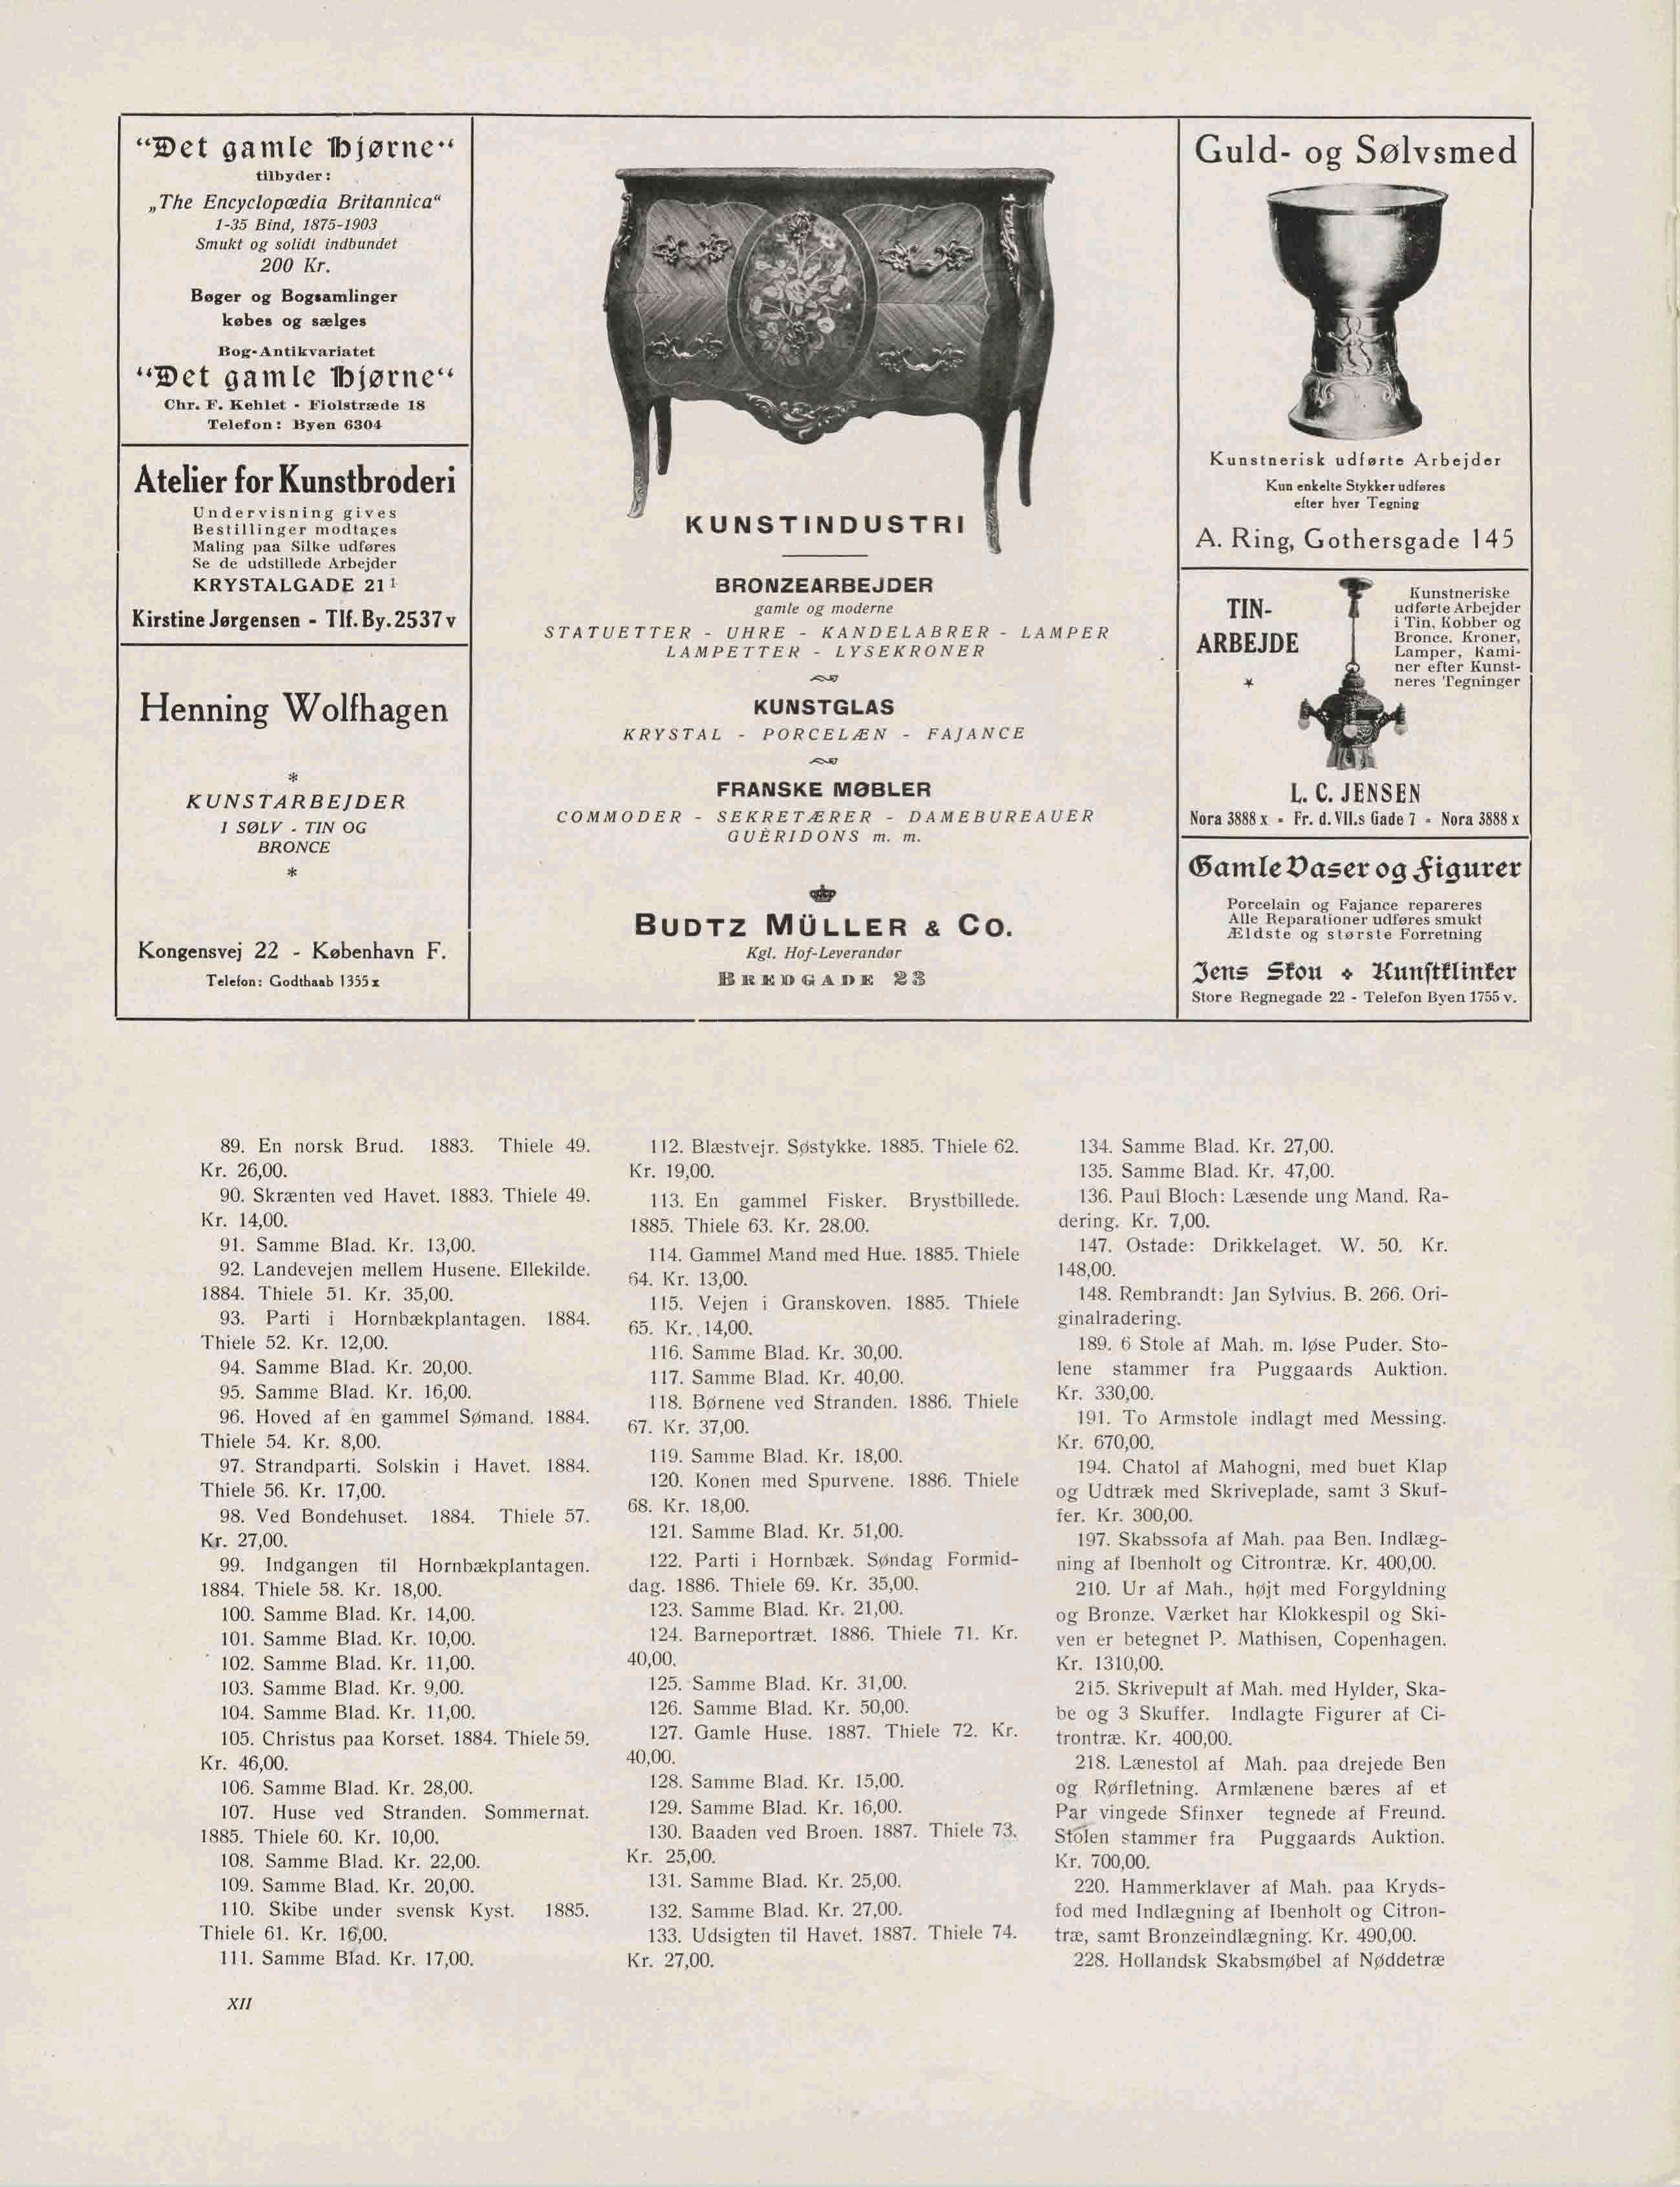 “Det gamle Hjørne“
tilbyder:
„The Encyclopædia Britannica“
1-35 Bind, 1875-1903
Smukt og solidt indbundet
200 Kr.
Bøger og Bogsamlinger
købes og sælges
Bog-Antikvariatet
“Det gamle Hjørne“
Chr. F. Kehlet - Fiolstræde 18
Telefon: Byen 6304
Atelier for Kunstbroderi
Undervisning gives
Bestillinger modtages
Maling paa Silke udføres
Se de udstillede Arbejder
KRYSTALGADE 21 1
Kirstine Jørgensen - Tlf. By. 2537 v
Henning Wolfhagen
*
KUNSTARBEJDER
I SØLV - TIN OG
BRONCE
*
Kongensvej 22 - København F.
Telefon: Godthaab 1355 x
KUNSTINDUSTRI
BRONZEARBEJDER
gamle og moderne
STATUETTER - UHRE - KANDELABRER - LAMPER
LAMPETTER - LYSEKRONER
KUNSTGLAS
KRYSTAL - PORCELÆN - FAJANCE
FRANSKE MØBLER
COMMODER - SEKRETÆRER - DAMEBUREAUER
GUÈRIDONS m. m.
BUDTZ MÜLLER & CO.
Kgl. Hof-Leverandør
BREDGADE 23
Guld- og Sølvsmed
Kunstnerisk udførte Arbejder
Kun enkelte Stykker udføres
efter hver Tegning
A. Ring, Gothersgade 145
TIN-
ARBEJDE
*
Kunstneriske
udførte Arbejder
i Tin, Kobber og
Bronce. Kroner,
Lamper, Kami-
ner efter Kunst-
neres Tegninger
L. C. JENSEN
Nora 3888 x - Fr. d. VII.s Gade 7 - Nora 3888 x
Gamle Vaser og Figurer
Porcelain og Fajance repareres
Alle Reparationer udføres smukt
Ældste og største Forretning
Jens Skou + Kunstklinker
Store Regnegade 22 - Telefon Byen 1755 v.
89. En norsk Brud. 1883. Thiele 49.
Kr. 26,00.
90. Skrænten ved Havet. 1883. Thiele 49.
Kr. 14,00.
91. Samme Blad. Kr. 13,00.
92. Landevejen mellem Husene. Ellekilde.
1884. Thiele 51. Kr. 35,00.
93. Parti i Hornbækplantagen. 1884.
Thiele 52. Kr. 12,00.
94. Samme Blad. Kr. 20,00.
95. Samme Blad. Kr. 16,00.
96. Hoved af en gammel Sømand. 1884.
Thiele 54. Kr. 8,00.
97. Strandparti. Solskin i Havet. 1884.
Thiele 56. Kr. 17,00.
98. Ved Bondehuset. 1884. Thiele 57.
Kr. 27,00.
99. Indgangen til Hornbækplantagen.
1884. Thiele 58. Kr. 18,00.
100. Samme Blad. Kr. 14,00.
101. Samme Blad. Kr. 10,00.
102. Samme Blad. Kr. 11,00.
103. Samme Blad. Kr. 9,00.
104. Samme Blad. Kr. 11,00.
105. Christus paa Korset. 1884. Thiele 59.
Kr. 46,00.
106. Samme Blad. Kr. 28,00.
107. Huse ved Stranden. Sommernat.
1885. Thiele 60. Kr. 10,00.
108. Samme Blad. Kr. 22,00.
109. Samme Blad. Kr. 20,00.
110. Skibe under svensk Kyst. 1885.
Thiele 61. Kr. 16,00.
111. Samme Blad. Kr. 17,00.
112. Blæstvejr. Søstykke. 1885. Thiele 62.
Kr. 19,00.
113. En gammel Fisker. Brystbillede.
1885. Thiele 63. Kr. 28.00.
114. Gammel Mand med Hue. 1885. Thiele
64. Kr. 13,00.
115. Vejen i Granskoven. 1885. Thiele
65. Kr. 14,00.
116. Samme Blad. Kr. 30,00.
117. Samme Blad. Kr. 40,00.
118. Børnene ved Stranden. 1886. Thiele
67. Kr. 37,00.
119. Samme Blad. Kr. 18,00.
120. Konen med Spurvene. 1886. Thiele
68. Kr. 18,00.
121. Samme Blad. Kr. 51,00.
122. Parti i Hornbæk. Søndag Formid-
dag. 1886. Thiele 69. Kr. 35,00.
123. Samme Blad. Kr. 21,00.
124. Barneportræt. 1886. Thiele 71. Kr.
40,00.
125. Samme Blad. Kr. 31,00.
126. Samme Blad. Kr. 50,00.
127. Gamle Huse. 1887. Thiele 72. Kr.
40,00.
128. Samme Blad. Kr. 15,00.
129. Samme Blad. Kr. 16,00.
130. Baaden ved Broen. 1887. Thiele 73.
Kr. 25,00.
131. Samme Blad. Kr. 25,00.
132. Samme Blad. Kr. 27,00.
133. Udsigten til Havet. 1887. Thiele 74.
Kr. 27,00.
134. Samme Blad. Kr. 27,00.
135. Samme Blad. Kr. 47,00.
136. Paul Bloch: Læsende ung Mand. Ra-
dering. Kr. 7,00.
147. Ostade: Drikkelaget. W. 50. Kr.
148,00.
148. Rembrandt: Jan Sylvius. B. 266. Ori-
ginalradering.
189. 6 Stole af Mah. m. løse Puder. Sto-
lene stammer fra Puggaards Auktion.
Kr. 330,00.
191. To Armstole indlagt med Messing.
Kr. 670,00.
194. Chatol af Mahogni, med buet Klap
og Udtræk med Skriveplade, samt 3 Skuf-
fer. Kr. 300,00.
197. Skabssofa af Mah. paa Ben. Indlæg-
ning af Ibenholt og Citrontræ. Kr. 400,00.
210. Ur af Mah., højt med Forgyldning
og Bronze. Værket har Klokkespil og Ski-
ven er betegnet P. Mathisen, Copenhagen.
Kr. 1310,00.
215. Skrivepult af Mah. med Hylder, Ska-
be og 3 Skuffer. Indlagte Figurer af Ci-
trontræ. Kr. 400,00.
218. Lænestol af Mah. paa drejede Ben
og Rørfletning. Armlænene bæres af et
Par vingede Sfinxer tegnede af Freund.
Stolen stammer fra Puggaards Auktion.
Kr. 700,00.
220. Hammerklaver af Mah. paa Kryds-
fod med Indlægning af Ibenholt og Citron-
træ, samt Bronzeindlægning. Kr. 490,00.
228. Hollandsk Skabsmøbel af Nøddetræ
XII